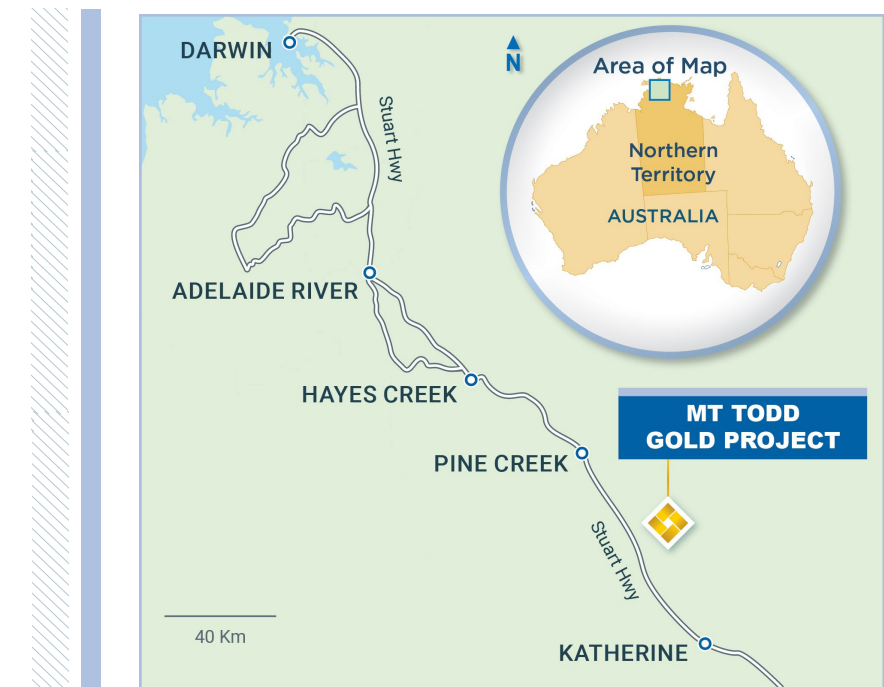 DARWIN
N
Area of Map
Stuart Hwy
Northern
Territory
AUSTRALIA
ADELAIDE RIVER
HAYES CREEK
MT TODD
GOLD PROJECT
PINE CREEK
Stuart Hwy
40 Km
KATHERINE